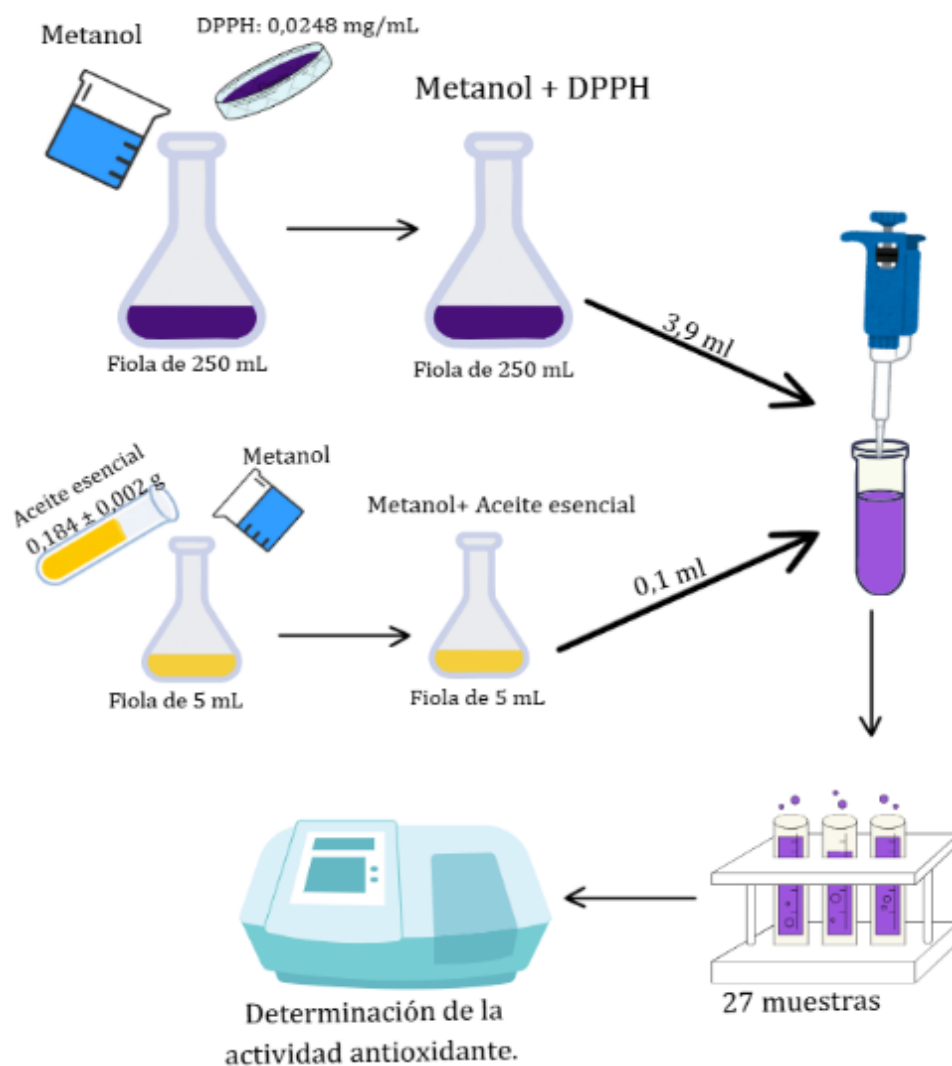 Metanol
DPPH: 0,0248 mg/mL
Metanol + DPPH
Fiola de 250 mL
Fiola de 250 mL
3,9 ml
Aceite esencial
0,184 ± 0,002 g
Metanol
Metanol+ Aceite esencial
0,1 ml
Fiola de 5 mL
Fiola de 5 mL
27 muestras
Determinación de la
actividad antioxidante.